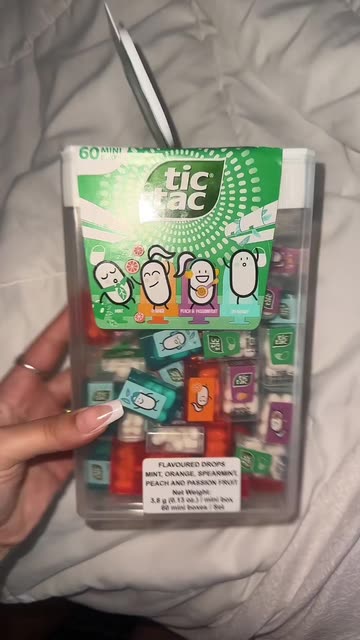 60 MINI
tic
tac
MINT
PEACH & PASSIONFRUIT
SPEARMINT
FLAVOURED DROPS
MINT, ORANGE, SPEARMINT,
PEACH AND PASSION FRUIT
Net Weight:
3.8 g (0.13 oz.) / mini box
60 mini boxes / Set